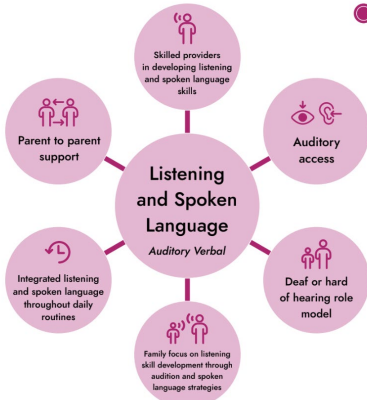 Skilled providers
in developing listening
and spoken language
skills
Parent to parent
support
Auditory
access
Listening
and Spoken
Language
Auditory Verbal
Integrated listening
and spoken language
throughout daily
routines
Deaf or hard
of hearing role
model
Family focus on listening
skill development through
audition and spoken
language strategies